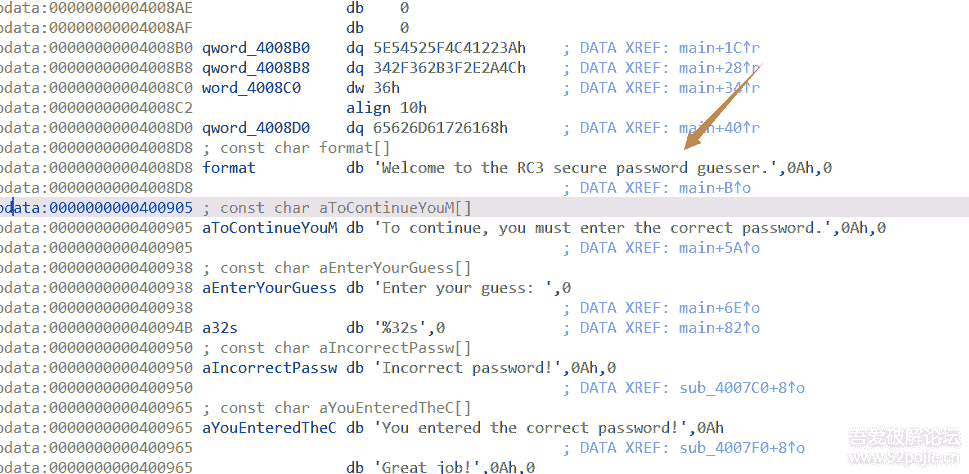 odata:00000000004008AE                 db    0
odata:00000000004008AF                 db    0
odata:00000000004008B0 qword_4008B0    dq 5E54525F4C41223Ah    ; DATA XREF: main+1C↑r
odata:00000000004008B8 qword_4008B8    dq 342F362B3F2E2A4Ch    ; DATA XREF: main+28↑r
odata:00000000004008C0 word_4008C0     dw 36h                  ; DATA XREF: main+34↑r
odata:00000000004008C2                 align 10h
odata:00000000004008D0 qword_4008D0    dq 65626D61726168h      ; DATA XREF: main+40↑r
odata:00000000004008D8 ; const char format[]
odata:00000000004008D8 format          db 'Welcome to the RC3 secure password guesser.',0Ah,0
odata:00000000004008D8                                         ; DATA XREF: main+B↑o
odata:0000000000400905 ; const char aToContinueYouM[]
odata:0000000000400905 aToContinueYouM db 'To continue, you must enter the correct password.',0Ah,0
odata:0000000000400905                                         ; DATA XREF: main+5A↑o
odata:0000000000400938 ; const char aEnterYourGuess[]
odata:0000000000400938 aEnterYourGuess db 'Enter your guess: ',0
odata:0000000000400938                                         ; DATA XREF: main+6E↑o
odata:000000000040094B a32s            db '%32s',0             ; DATA XREF: main+82↑o
odata:0000000000400950 ; const char aIncorrectPassw[]
odata:0000000000400950 aIncorrectPassw db 'Incorrect password!',0Ah,0
odata:0000000000400950                                         ; DATA XREF: sub_4007C0+8↑o
odata:0000000000400965 ; const char aYouEnteredTheC[]
odata:0000000000400965 aYouEnteredTheC db 'You entered the correct password!',0Ah
odata:0000000000400965                                         ; DATA XREF: sub_4007F0+8↑o
odata:0000000000400965                 db 'Great job!',0Ah,0
吾爱破解论坛
www.52pojie.cn